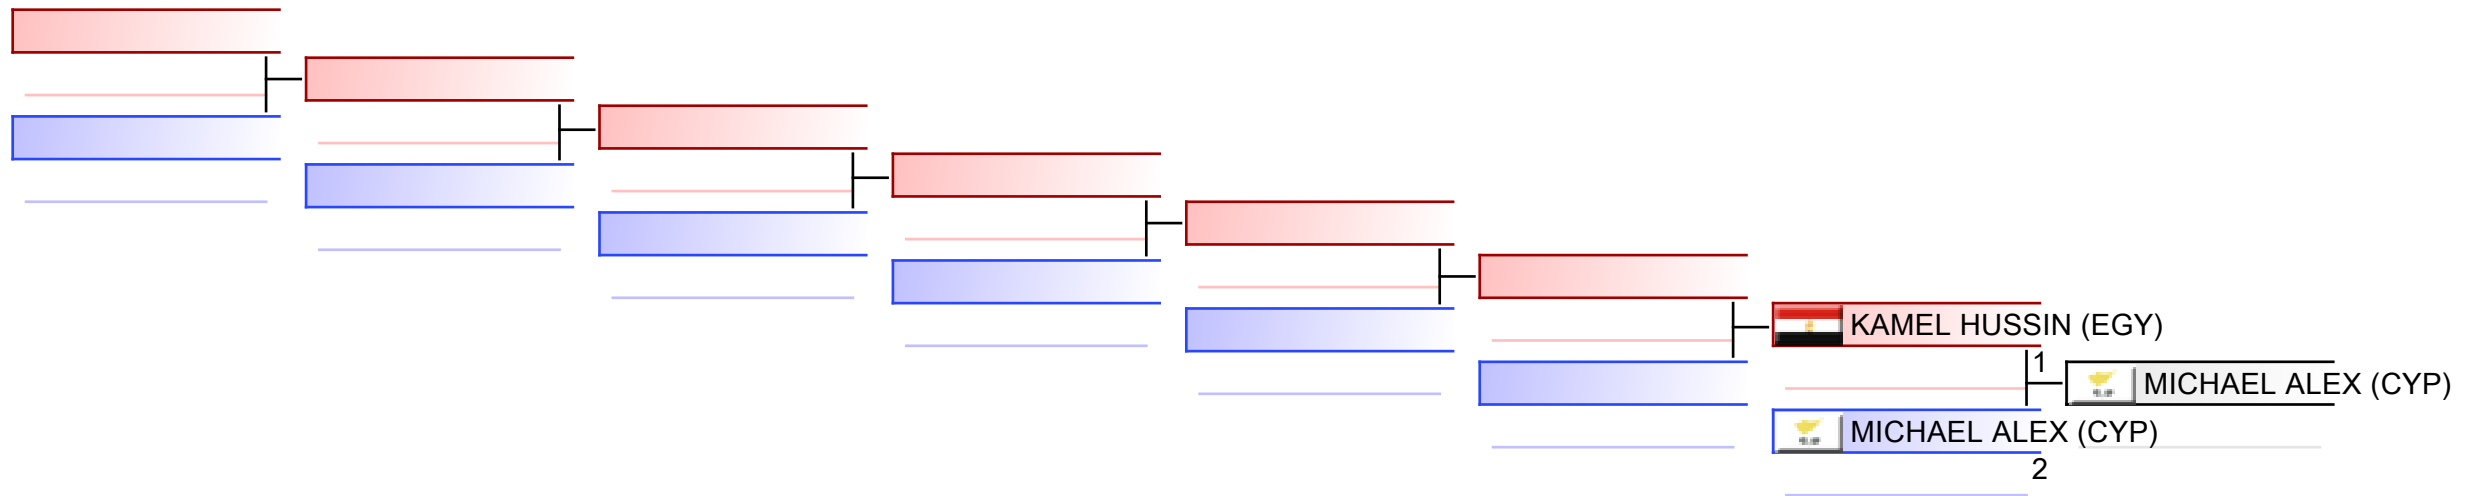 KAMEL HUSSIN (EGY)
1
MICHAEL ALEX (CYP)
MICHAEL ALEX (CYP)
2